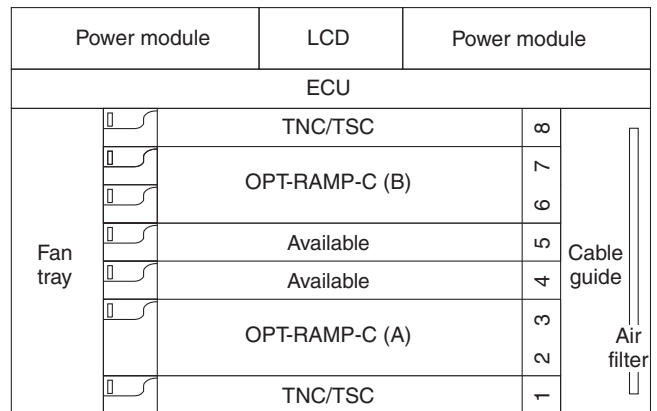 Power module LCD Power module
ECU
TNC/TSC 8
OPT-RAMP-C (B) 7
6
Available 5
Available 4
Fan
tray
Cable
guide
OPT-RAMP-C (A) 3
2
Air
filter
TNC/TSC 1